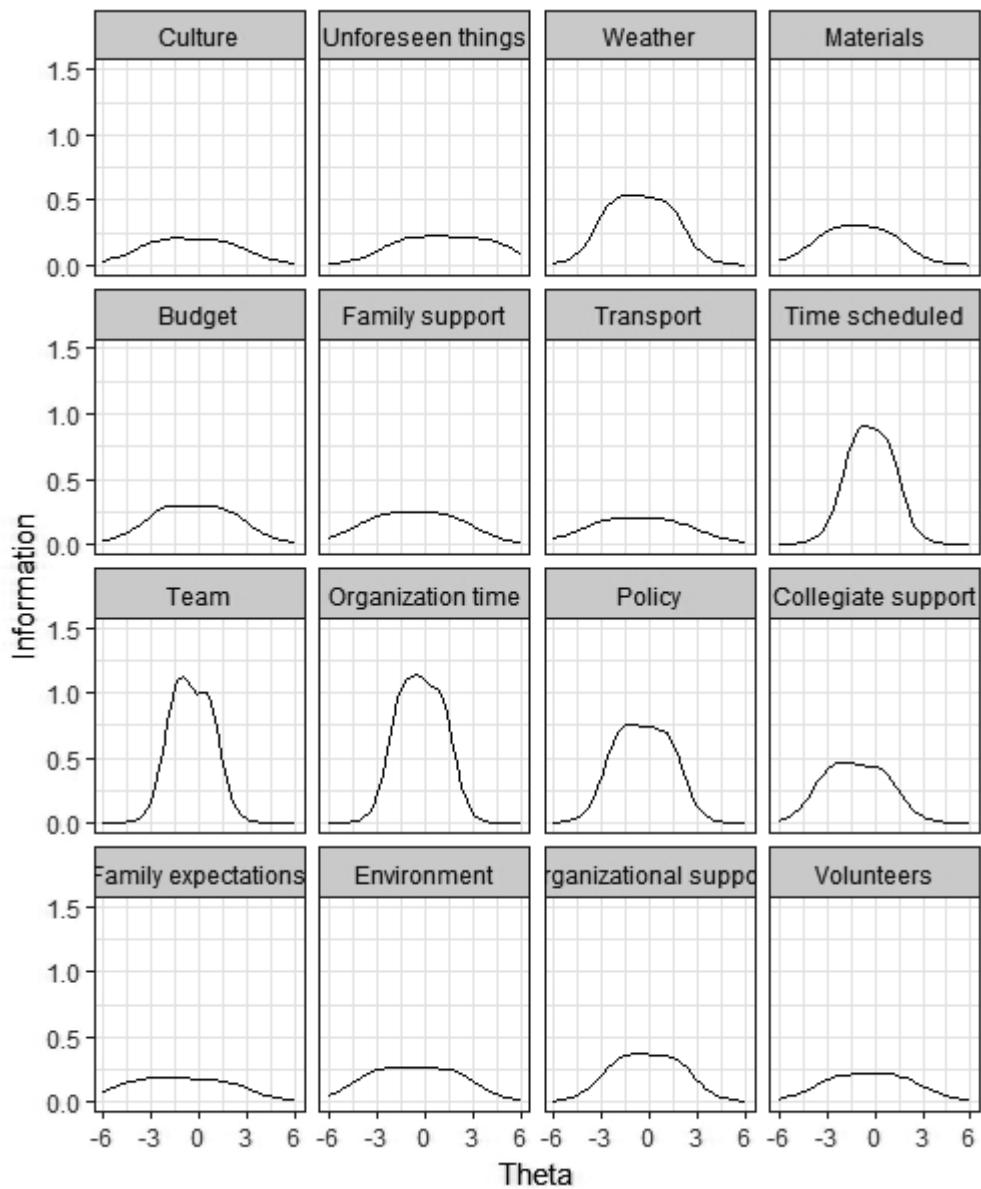 Culture Unforeseen things Weather Materials
1.5
1.0
0.5
0.0
Budget Family support Transport Time scheduled
1.5
1.0
0.5
0.0
Information
Team Organization time Policy Collegiate support
1.5
1.0
0.5
0.0
Family expectations Environment rganizational suppo Volunteers
1.5
1.0
0.5
0.0
-6 -3 0 3 6 -6 -3 0 3 6 -6 -3 0 3 6 -6 -3 0 3 6
Theta